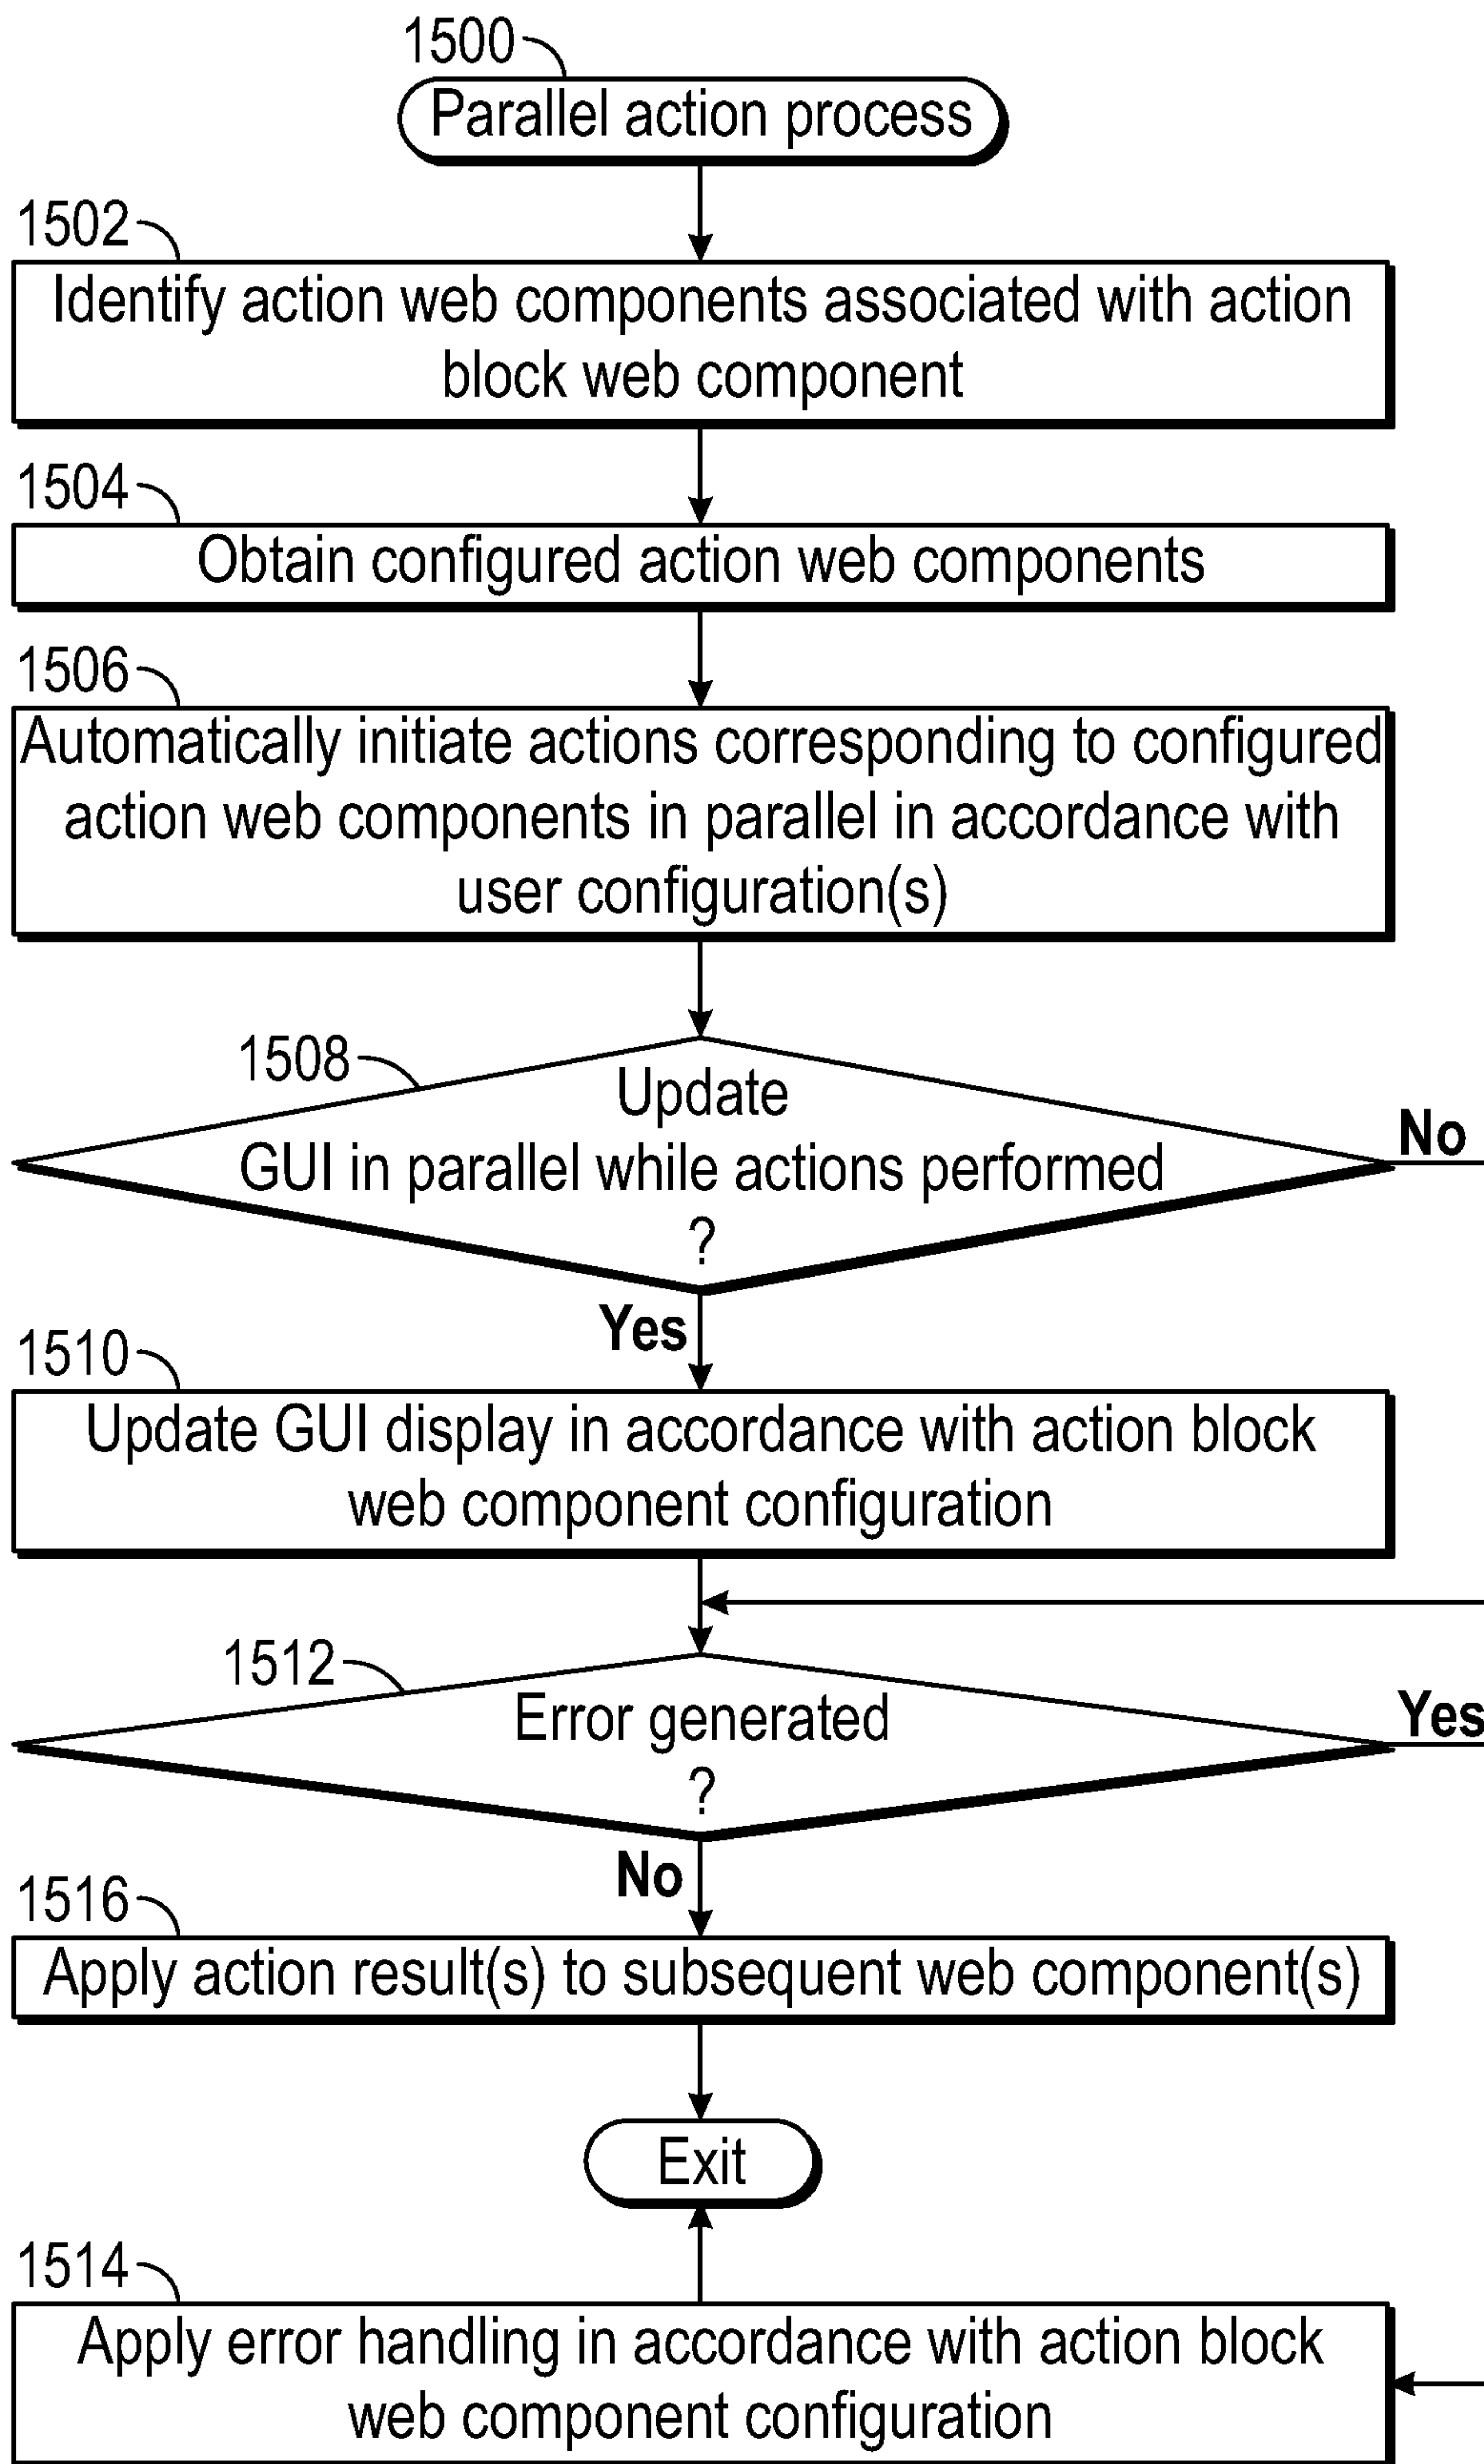 1500
Parallel action process
1502
Identify action web components associated with action
block web component
1504
Obtain configured action web components
1506
Automatically initiate actions corresponding to configured
action web components in parallel in accordance with
user configuration(s)
1508
Update
GUI in parallel while actions performed
?
No
Yes
1510
Update GUI display in accordance with action block
web component configuration
1512
Error generated
?
Yes
No
1516
Apply action result(s) to subsequent web component(s)
Exit
1514
Apply error handling in accordance with action block
web component configuration